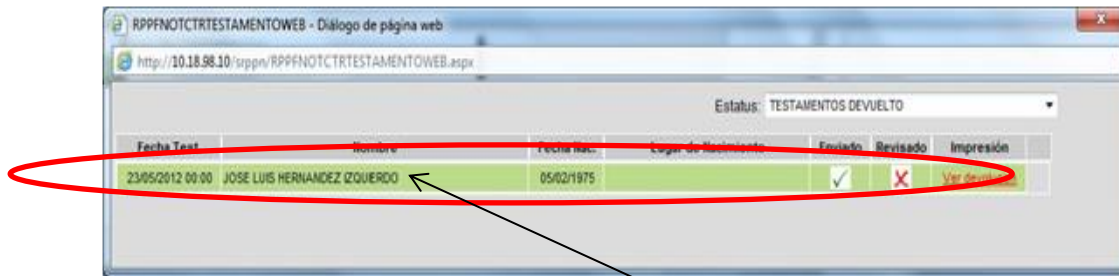 RPPFNOTCTRTESTAMENTOWEB - Diálogo de página web
X
http://10.18.98.10/srppn/RPPFNOTCTRTESTAMENTOWEB.aspx
Estatus: TESTAMENTOS DEVUELTO
Fecha Test. Nombre Fecha Nac. Lugar de Nacimiento Enviado Revisado Impresión
23/05/2012 00:00 JOSE LUIS HERNANDEZ IZQUIERDO 05/02/1975 Ver devolución